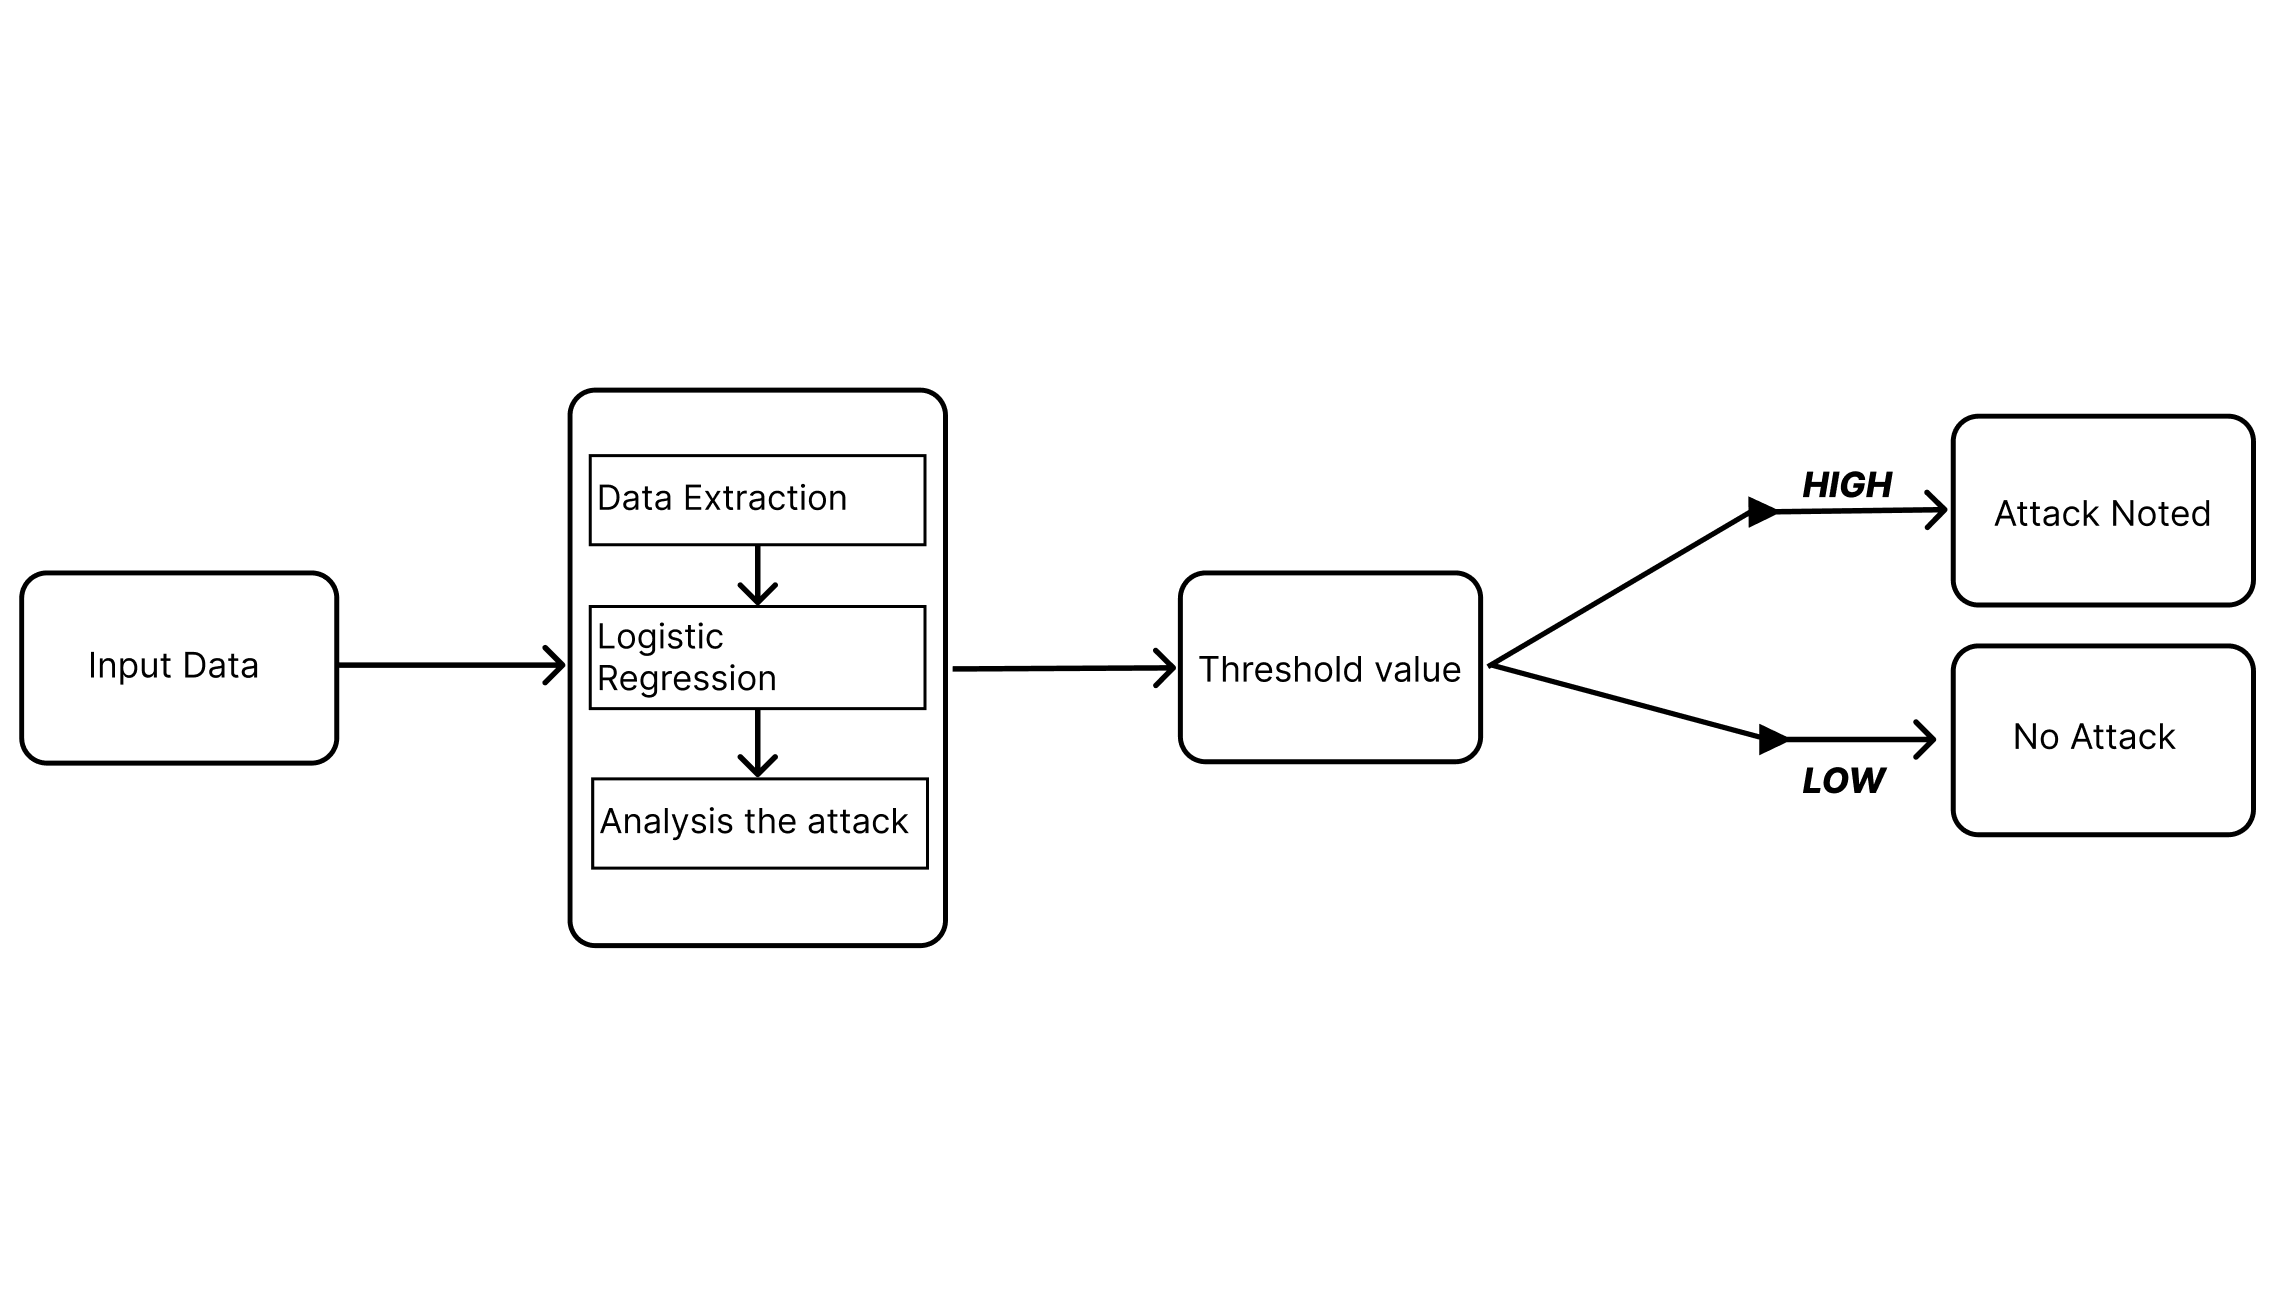 Input Data
Data Extraction
Logistic
Regression
Analysis the attack
Threshold value
HIGH
LOW
Attack Noted
No Attack